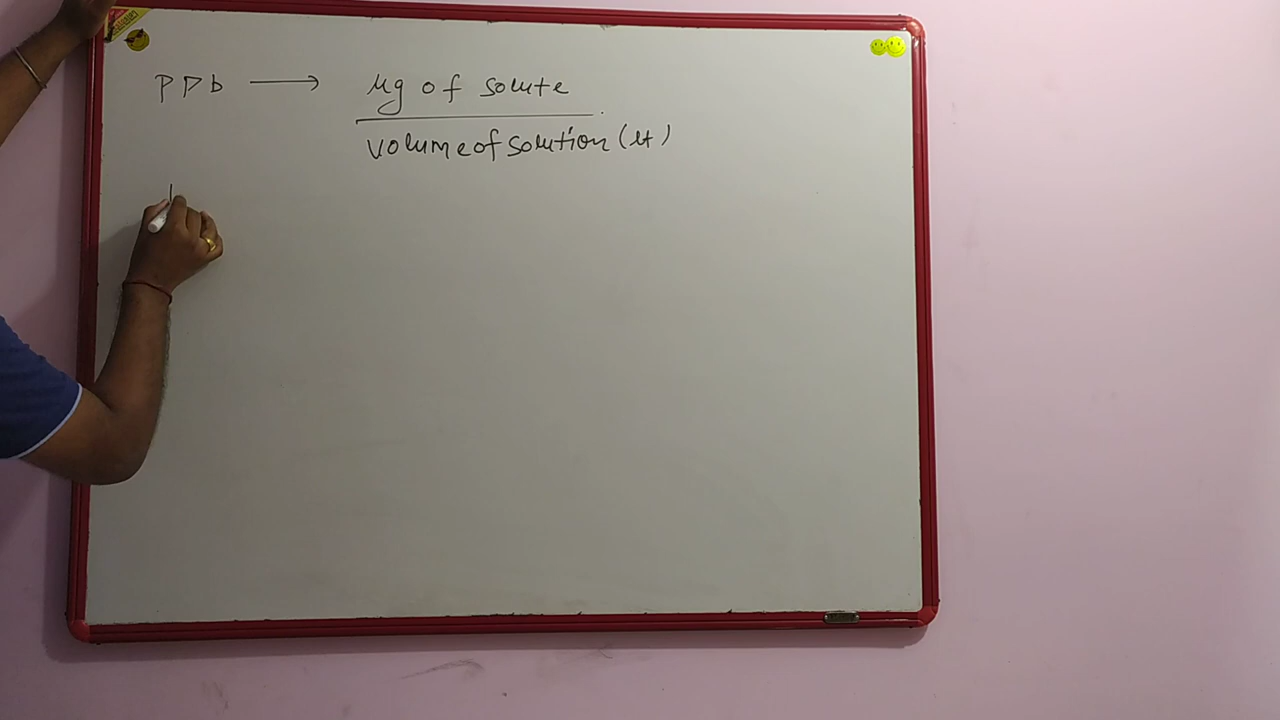 PPb → μg of solute
volume of solution (lt)